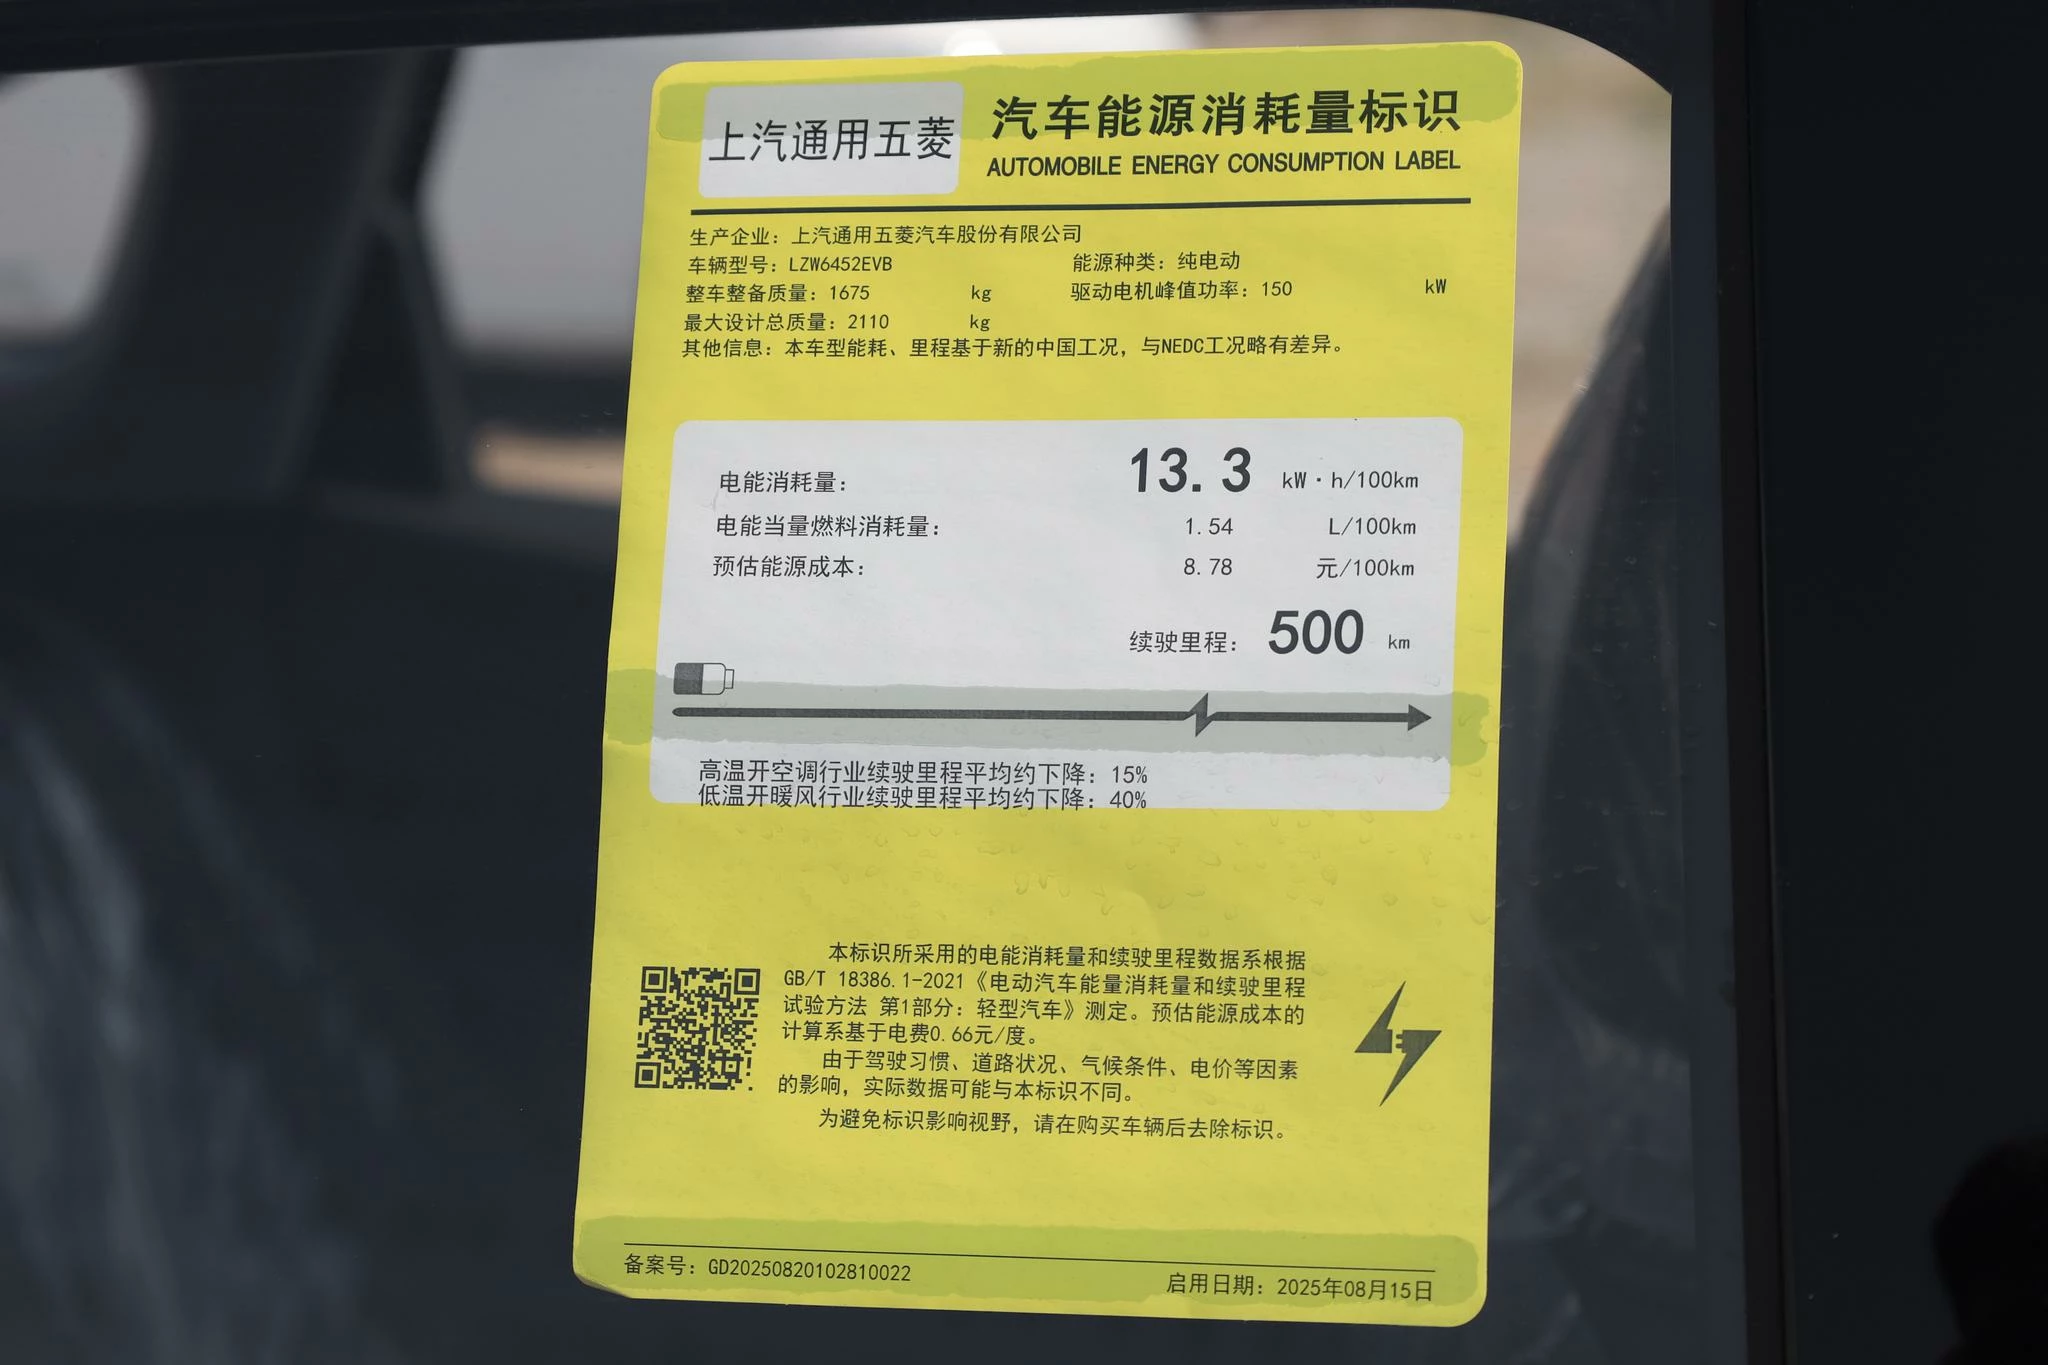 上汽通用五菱
汽车能源消耗量标识
AUTOMOBILE ENERGY CONSUMPTION LABEL
生产企业：上汽通用五菱汽车股份有限公司
车辆型号：LZW6452EVB 能源种类：纯电动
整车整备质量：1675 kg 驱动电机峰值功率：150 kW
最大设计总质量：2110 kg
其他信息：本车型能耗、里程基于新的中国工况，与NEDC工况略有差异。
电能消耗量： 13.3 kW·h/100km
电能当量燃料消耗量： 1.54 L/100km
预估能源成本： 8.78 元/100km
续驶里程： 500 km
高温开空调行业续驶里程平均约下降：15%
低温开暖风行业续驶里程平均约下降：40%
本标识所采用的电能消耗量和续驶里程数据系根据
GB/T 18386.1-2021《电动汽车能量消耗量和续驶里程
试验方法 第1部分：轻型汽车》测定。预估能源成本的
计算系基于电费0.66元/度。
由于驾驶习惯、道路状况、气候条件、电价等因素
的影响，实际数据可能与本标识不同。
为避免标识影响视野，请在购买车辆后去除标识。
备案号：GD20250820102810022
启用日期：2025年08月15日